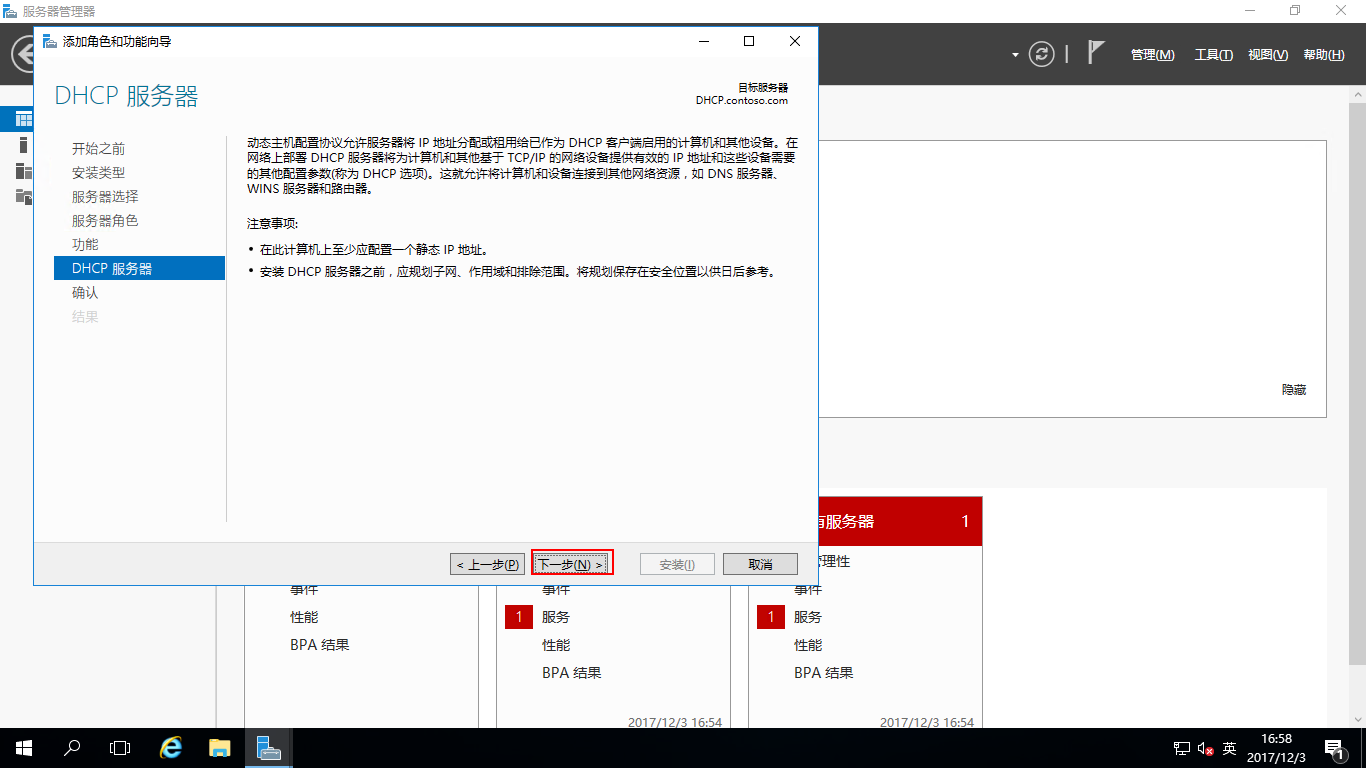 服务器管理器
添加角色和功能向导
管理(M)
工具(T)
视图(V)
帮助(H)
DHCP 服务器
目标服务器
DHCP.contoso.com
开始之前
安装类型
服务器选择
服务器角色
功能
DHCP 服务器
确认
结果
动态主机配置协议允许服务器将 IP 地址分配或租用给已作为 DHCP 客户端启用的计算机和其他设备。在
网络上部署 DHCP 服务器将为计算机和其他基于 TCP/IP 的网络设备提供有效的 IP 地址和这些设备需要
的其他配置参数(称为 DHCP 选项)。这就允许将计算机和设备连接到其他网络资源，如 DNS 服务器、
WINS 服务器和路由器。
注意事项:
• 在此计算机上至少应配置一个静态 IP 地址。
• 安装 DHCP 服务器之前，应规划子网、作用域和排除范围。将规划保存在安全位置以供日后参考。
隐藏
< 上一步(P)
下一步(N) >
安装(I)
取消
有服务器 1
管理性
事件
性能
BPA 结果
事件
1 服务
性能
BPA 结果
2017/12/3 16:54
事件
1 服务
性能
BPA 结果
2017/12/3 16:54
英
16:58
2017/12/3
1